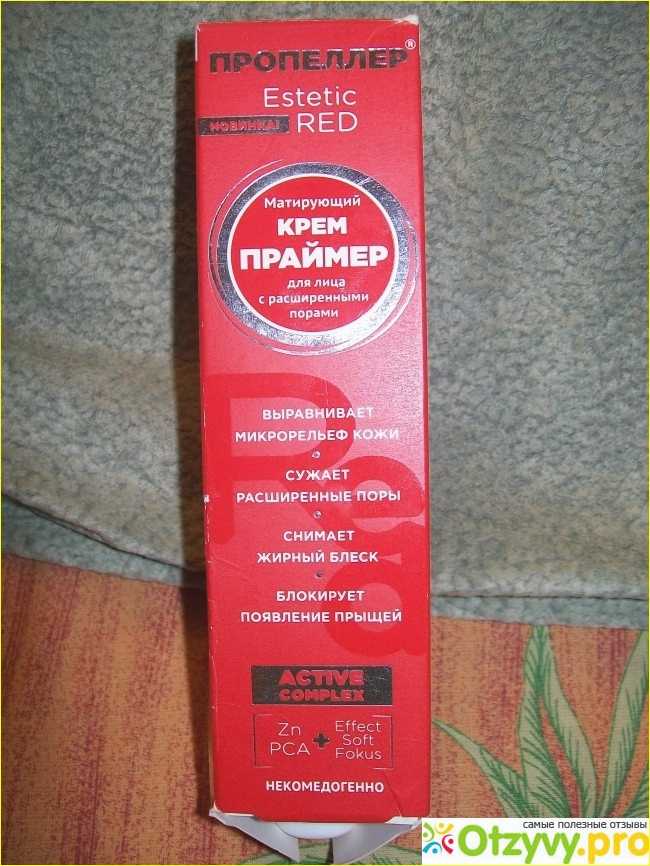 ПРОПЕЛЛЕР®
Estetic
НОВИНКА! RED
Матирующий
КРЕМ
ПРАЙМЕР
для лица
с расширенными
порами
Red
ВЫРАВНИВАЕТ
МИКРОРЕЛЬЕФ КОЖИ
СУЖАЕТ
РАСШИРЕННЫЕ ПОРЫ
СНИМАЕТ
ЖИРНЫЙ БЛЕСК
БЛОКИРУЕТ
ПОЯВЛЕНИЕ ПРЫЩЕЙ
ACTIVE
COMPLEX
Zn PCA + Effect Soft Fokus
НЕКОМЕДОГЕННО
самые полезные отзывы
Otzyvy.pro